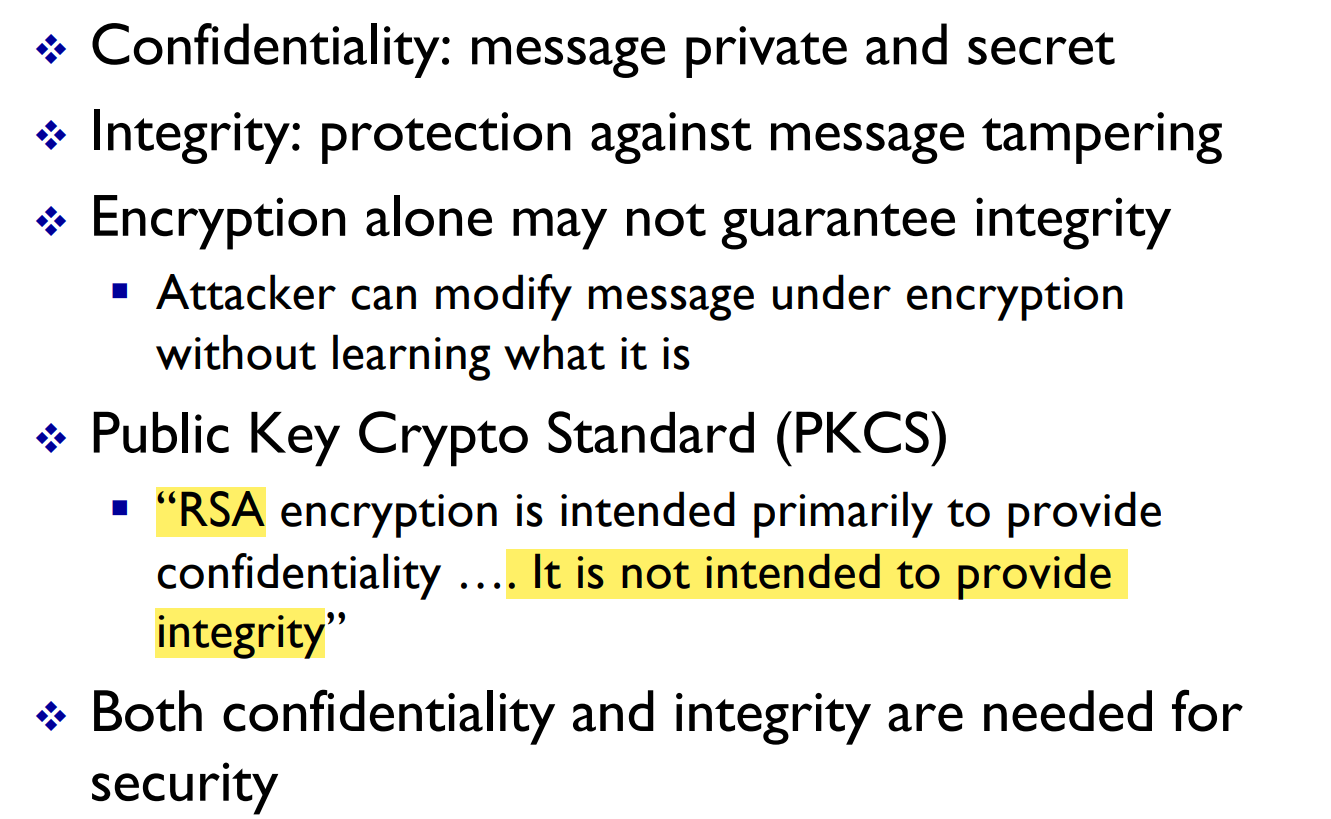 Confidentiality: message private and secret
Integrity: protection against message tampering
Encryption alone may not guarantee integrity
Attacker can modify message under encryption
without learning what it is
Public Key Crypto Standard (PKCS)
“RSA encryption is intended primarily to provide
confidentiality …. It is not intended to provide
integrity”
Both confidentiality and integrity are needed for
security